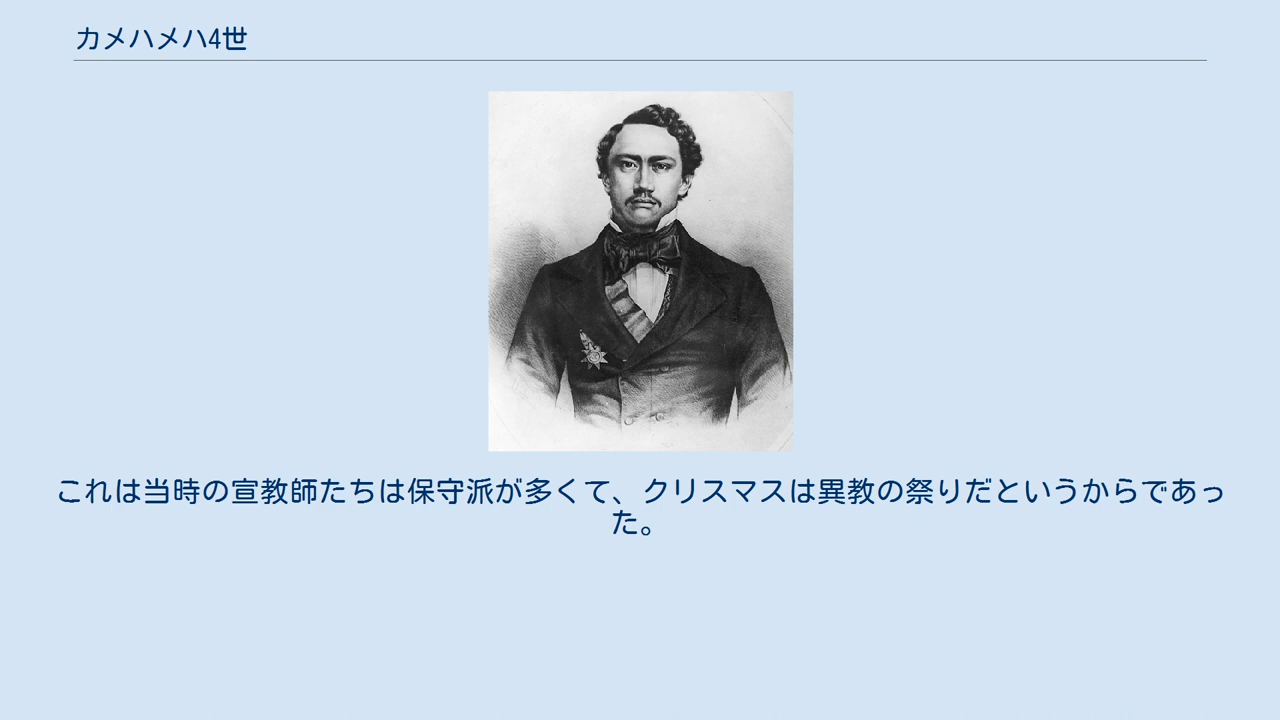 カメハメハ4世
これは当時の宣教師たちは保守派が多くて、クリスマスは異教の祭りだというからであっ
た。